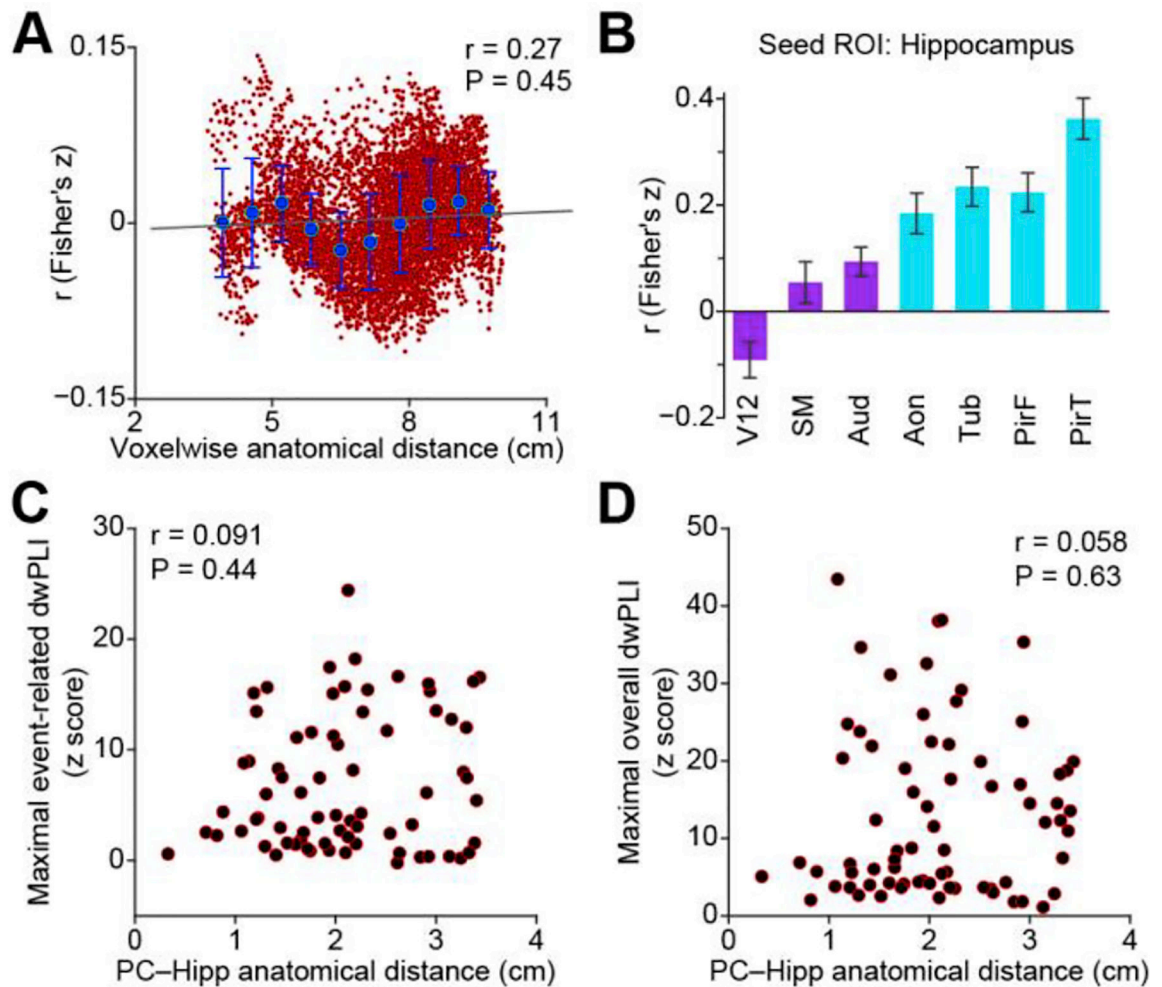 A
r = 0.27
P = 0.45
0.15
0
−0.15
r (Fisher's z)
2 5 8 11
Voxelwise anatomical distance (cm)
B
Seed ROI: Hippocampus
0.4
0.2
0
−0.2
r (Fisher's z)
V12 SM Aud Aon Tub PirF PirT
C
r = 0.091
P = 0.44
30
20
10
0
Maximal event-related dwPLI
(z score)
0 1 2 3 4
PC–Hipp anatomical distance (cm)
D
r = 0.058
P = 0.63
50
40
30
20
10
0
Maximal overall dwPLI
(z score)
0 1 2 3 4
PC–Hipp anatomical distance (cm)